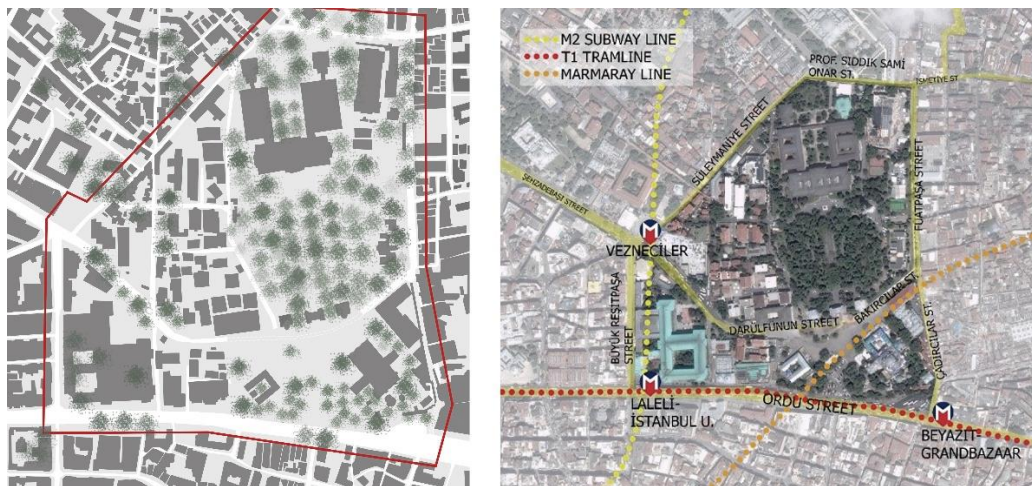 M2 SUBWAY LINE
T1 TRAMLINE
MARMARAY LINE
PROF. SIDDIK SAMI
ONAR ST.
İSMETİYE ST
SÜLEYMANİYE STREET
FUATPAŞA STREET
ŞEHZADEBAŞI STREET
M
VEZNECİLER
BÜYÜK REŞİTPAŞA
STREET
DARÜLFÜNUN STREET
BAKIRCILAR ST.
ÇADIRCILAR ST.
M
LALELİ-
İSTANBUL U.
ORDU STREET
M
BEYAZIT-
GRANDBAZAAR